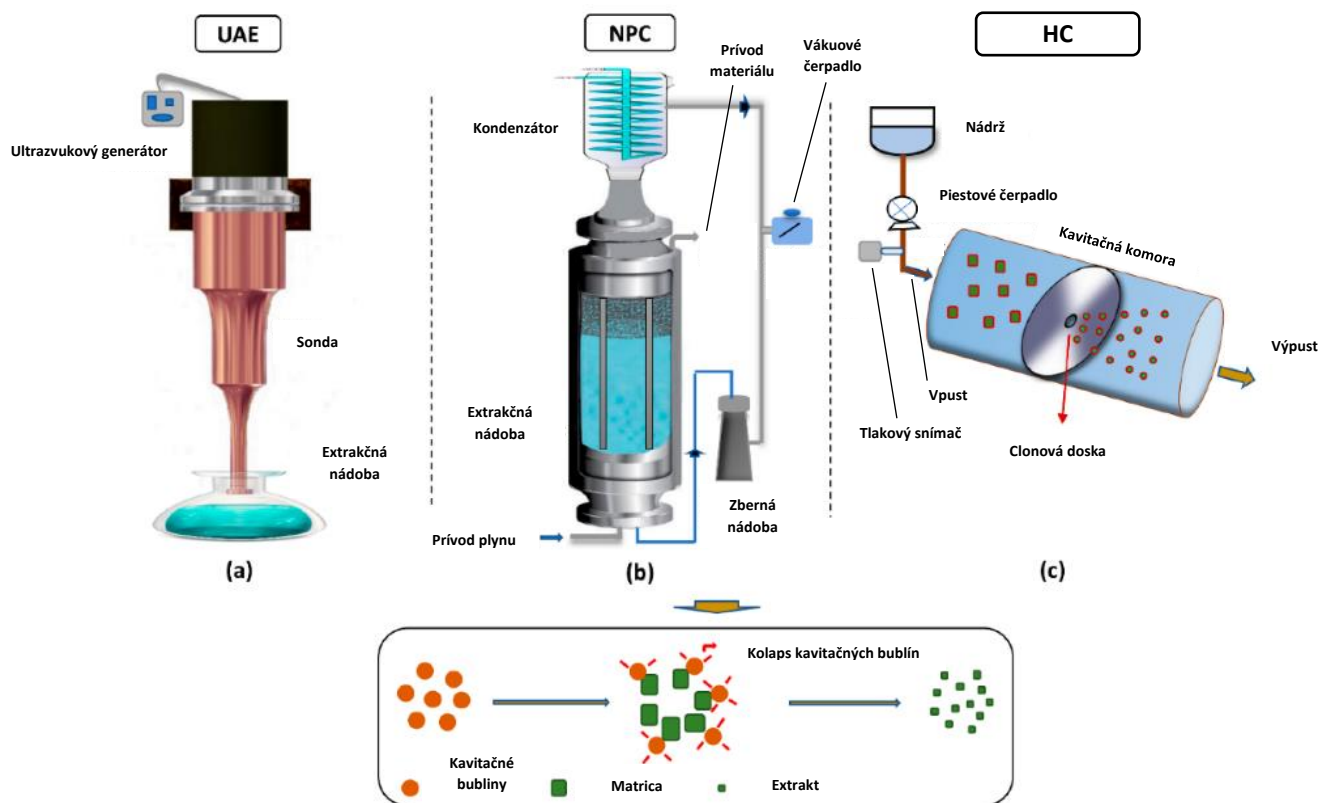 UAE
Ultrazvukový generátor
Sonda
Extrakčná
nádoba
(a)
NPC
Prívod
materiálu
Vákuové
čerpadlo
Kondenzátor
Extrakčná
nádoba
Zberná
nádoba
Prívod plynu
(b)
HC
Nádrž
Piestové čerpadlo
Kavitačná komora
Výpust
Vpust
Tlakový snímač
Clonová doska
(c)
Kolaps kavitačných bublín
Kavitačné
bubliny
Matrica
Extrakt